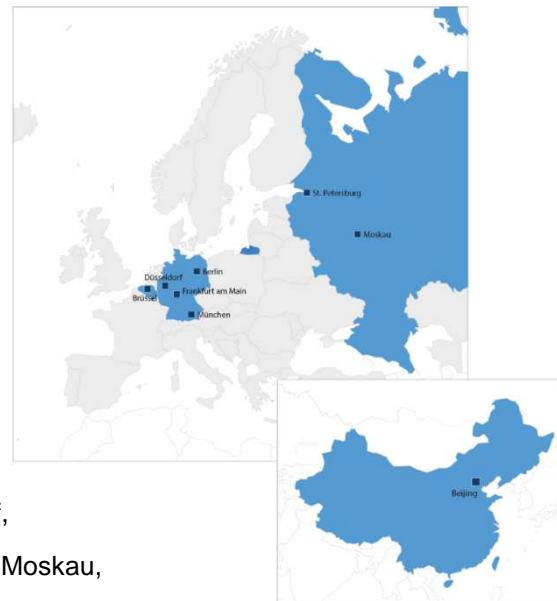 St. Petersburg
Moskau
Berlin
Düsseldorf
Frankfurt am Main
Brüssel
München
Beijing
,
Moskau,